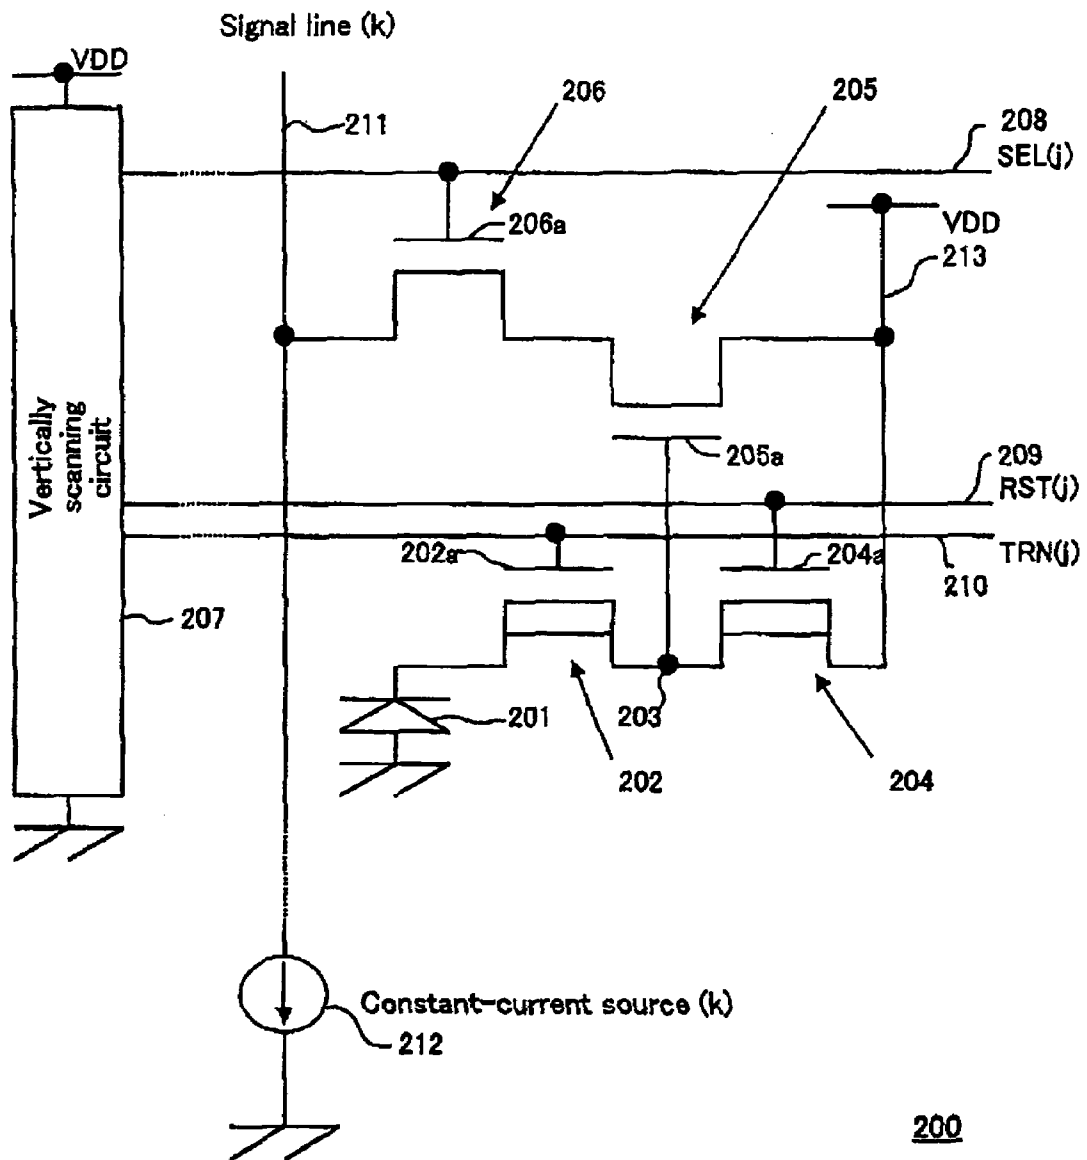 Signal line (k)
VDD
206
205
211
208
SEL(j)
206a
VDD
213
Vertically
scanning
circuit
205a
209
RST(j)
202a
204a
TRN(j)
210
207
201
203
202
204
Constant-current source (k)
212
200